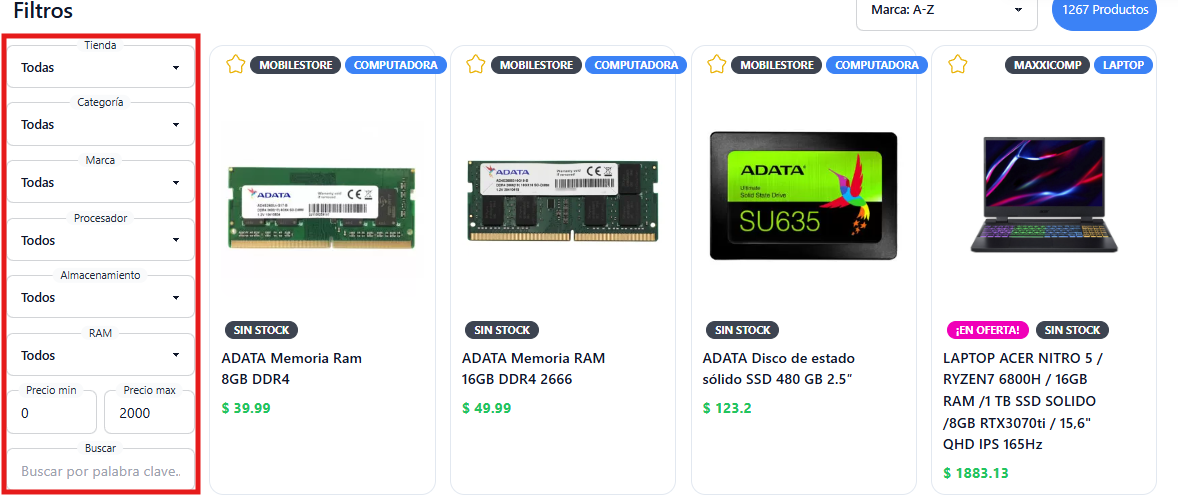 Filtros
Marca: A-Z
1267 Productos
Tienda
Todas
Categoría
Todas
Marca
Todas
Procesador
Todos
Almacenamiento
Todos
RAM
Todos
Precio min
0
Precio max
2000
Buscar
Buscar por palabra clave..
MOBILESTORE
COMPUTADORA
ADATA
SIN STOCK
ADATA Memoria Ram
8GB DDR4
$ 39.99
MOBILESTORE
COMPUTADORA
ADATA
SIN STOCK
ADATA Memoria RAM
16GB DDR4 2666
$ 49.99
MOBILESTORE
COMPUTADORA
ADATA
Ultimate
Solid State Drive
SU635
SIN STOCK
ADATA Disco de estado
sólido SSD 480 GB 2.5”
$ 123.2
MAXXICOMP
LAPTOP
¡EN OFERTA!
SIN STOCK
LAPTOP ACER NITRO 5 /
RYZEN7 6800H / 16GB
RAM /1 TB SSD SOLIDO
/8GB RTX3070ti / 15,6"
QHD IPS 165Hz
$ 1883.13